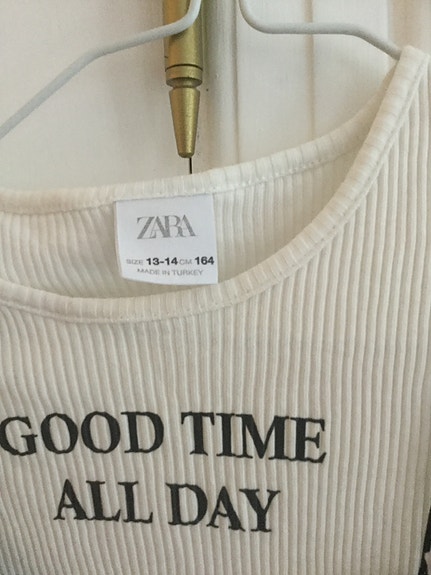 ZARA
SIZE 13-14 CM 164
MADE IN TURKEY
GOOD TIME
ALL DAY